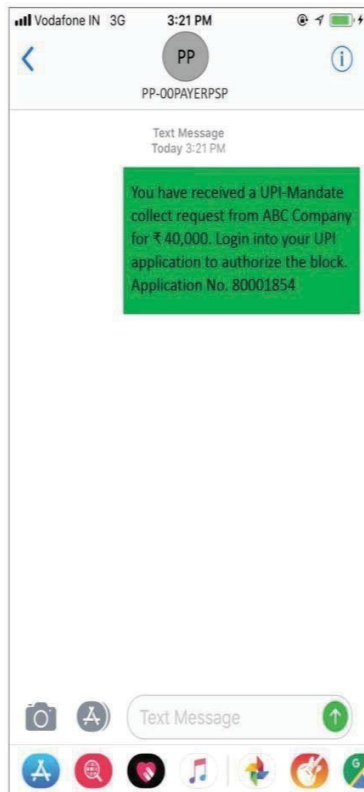 Vodafone IN 3G 3:21 PM
PP
PP-00PAYERPSP
Text Message
Today 3:21 PM
You have received a UPI-Mandate
collect request from ABC Company
for ₹ 40,000. Login into your UPI
application to authorize the block.
Application No. 80001854
Text Message